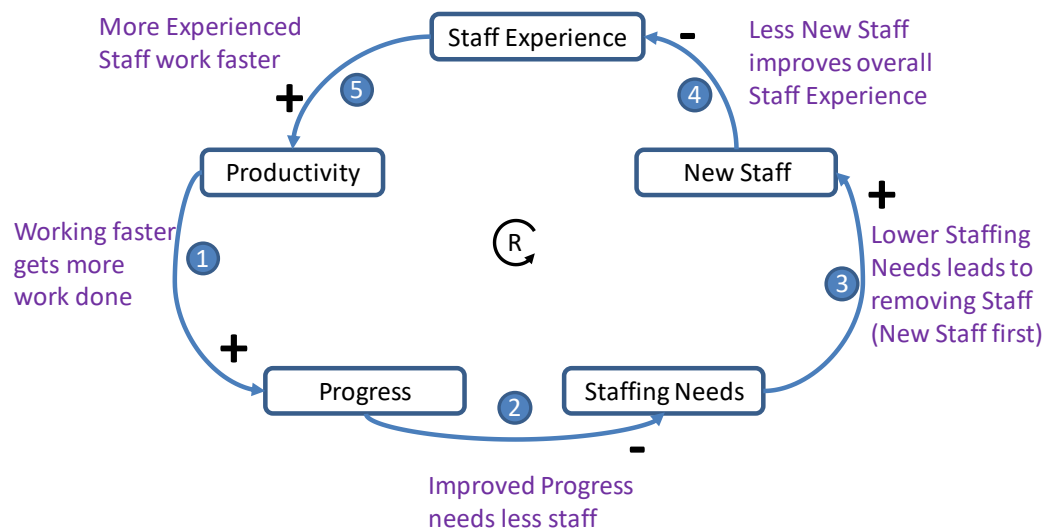 More Experienced
Staff work faster
Staff Experience
-
Less New Staff
improves overall
Staff Experience
5
4
+
Productivity
New Staff
+
Working faster
gets more
work done
1
R
Lower Staffing
Needs leads to
removing Staff
(New Staff first)
3
+
Progress
2
Staffing Needs
-
Improved Progress
needs less staff